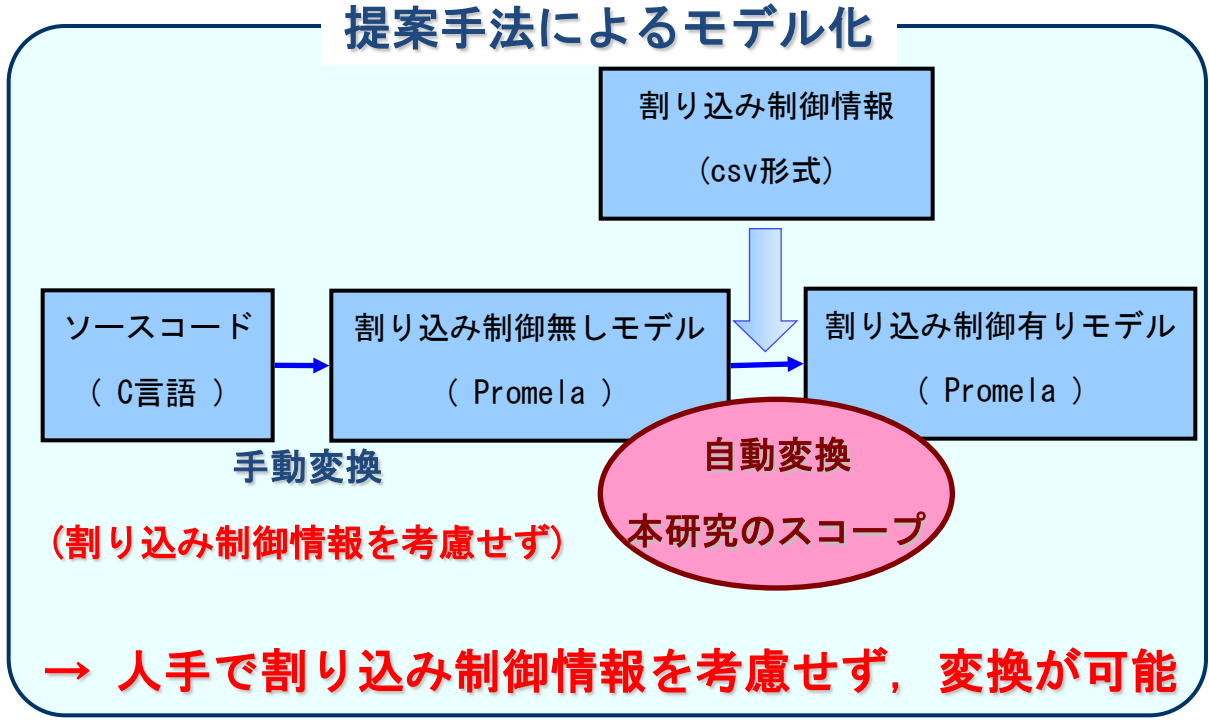 提案手法によるモデル化
割り込み制御情報
(csv形式)
ソースコード
( C言語 )
割り込み制御無しモデル
( Promela )
割り込み制御有りモデル
( Promela )
手動変換
(割り込み制御情報を考慮せず)
自動変換
本研究のスコープ
→ 人手で割り込み制御情報を考慮せず, 変換が可能